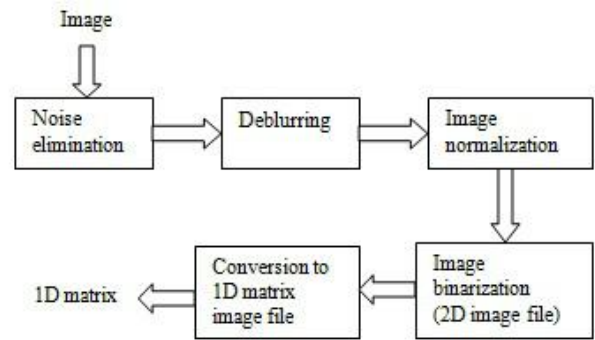 Image
Noise
elimination
Deblurring
Image
normalization
Image
binarization
(2D image file)
Conversion to
1D matrix
image file
1D matrix